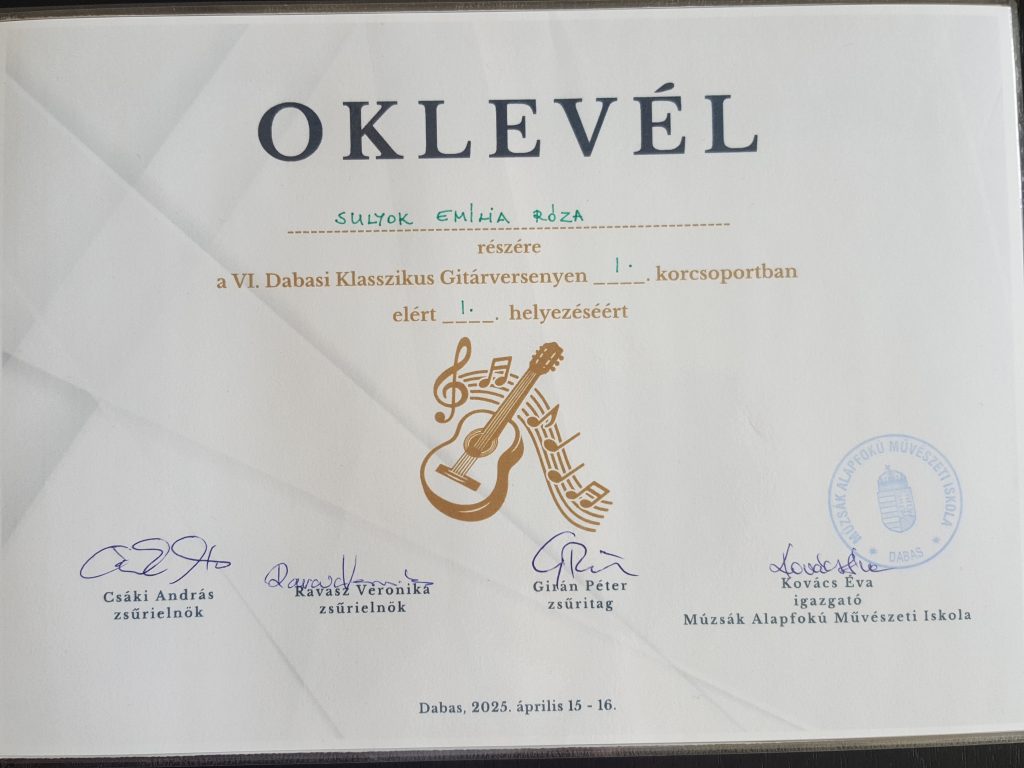 OKLEVÉL
SULYOK EMÍLIA RÓZA
részére
a VI. Dabasi Klasszikus Gitárversenyen I. . korcsoportban
elért I. . helyezéséért
MÚZSÁK ALAPFOKÚ MŰVÉSZETI ISKOLA
DABAS
Csáki András
zsűrielnök
Ravasz Veronika
zsűrielnök
Girán Péter
zsűritag
Kovács Éva
Kovács Éva
igazgató
Múzsák Alapfokú Művészeti Iskola
Dabas, 2025. április 15 - 16.